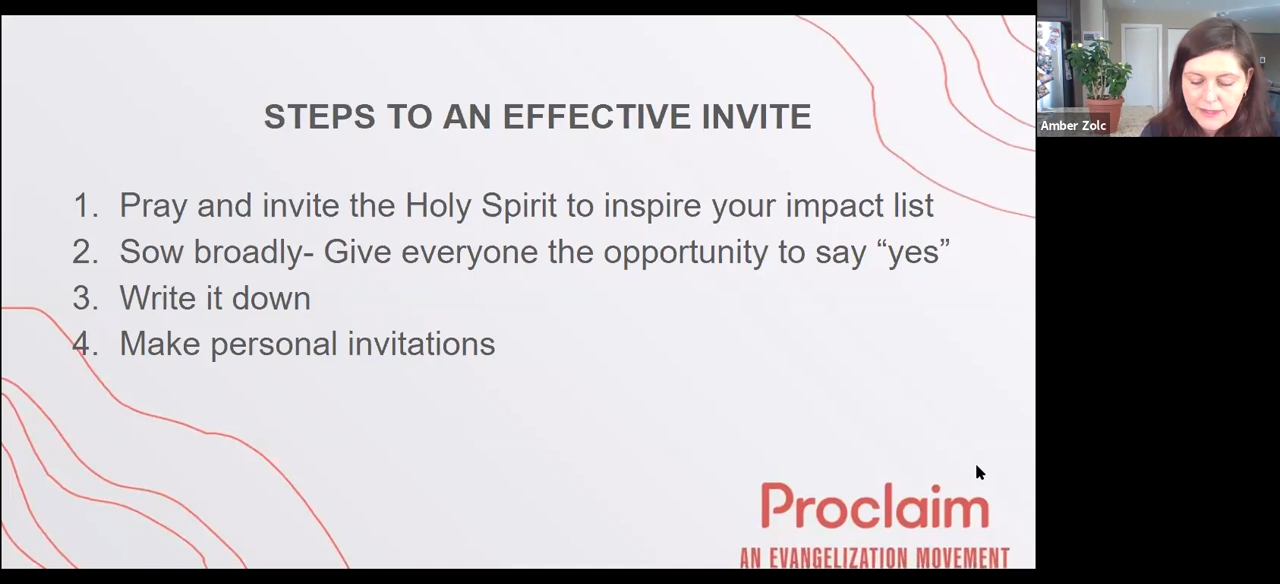 STEPS TO AN EFFECTIVE INVITE
1. Pray and invite the Holy Spirit to inspire your impact list
2. Sow broadly- Give everyone the opportunity to say “yes”
3. Write it down
4. Make personal invitations
Proclaim
AN EVANGELIZATION MOVEMENT
Amber Zolc